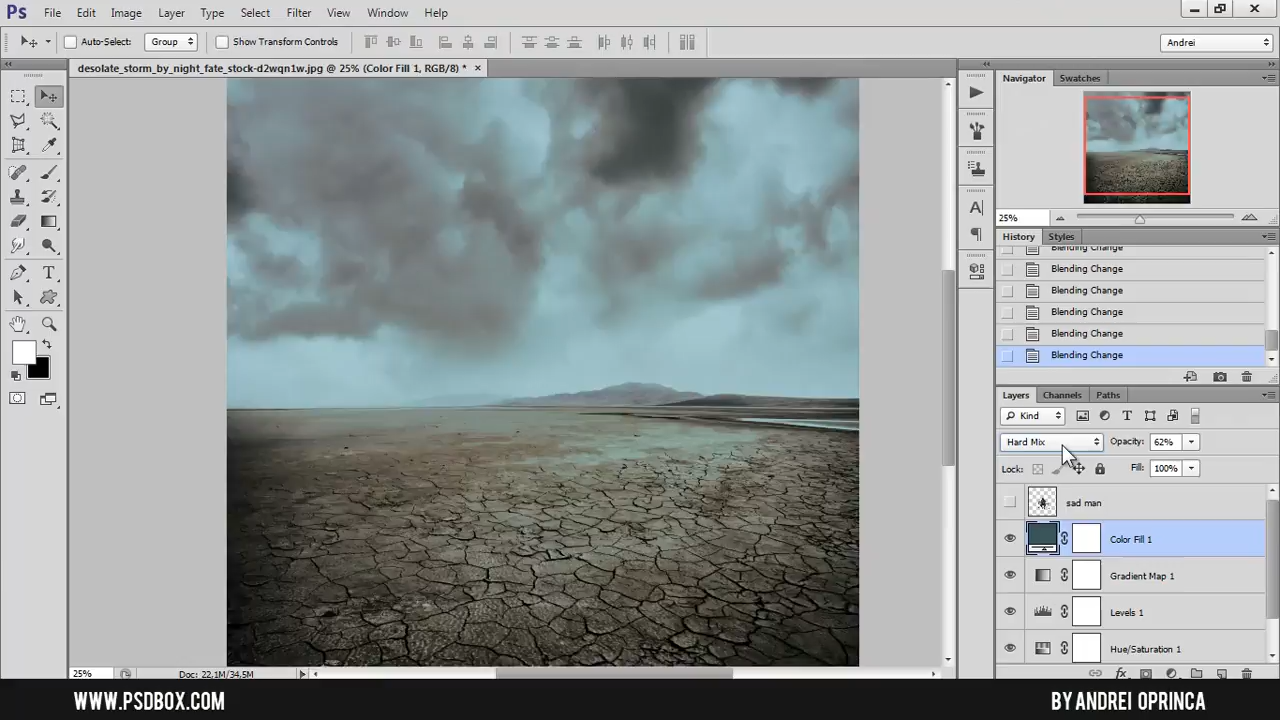 Ps File Edit Image Layer Type Select Filter View Window Help
Auto-Select: Group Show Transform Controls Andrei
desolate_storm_by_night_fate_stock-d2wqn1w.jpg @ 25% (Color Fill 1, RGB/8) * ×
Navigator Swatches
25%
History Styles
Blending Change
Blending Change
Blending Change
Blending Change
Blending Change
Blending Change
Layers Channels Paths
Kind
Hard Mix Opacity: 62%
Lock: Fill: 100%
sad man
Color Fill 1
Gradient Map 1
Levels 1
Hue/Saturation 1
25% Doc: 22,1M/34,5M
WWW.PSDBOX.COM BY ANDREI OPRINCA